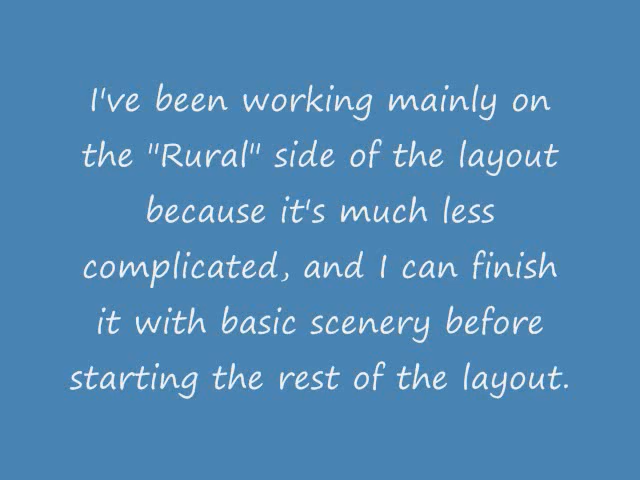 I've been working mainly on
the "Rural" side of the layout
because it's much less
complicated, and I can finish
it with basic scenery before
starting the rest of the layout.